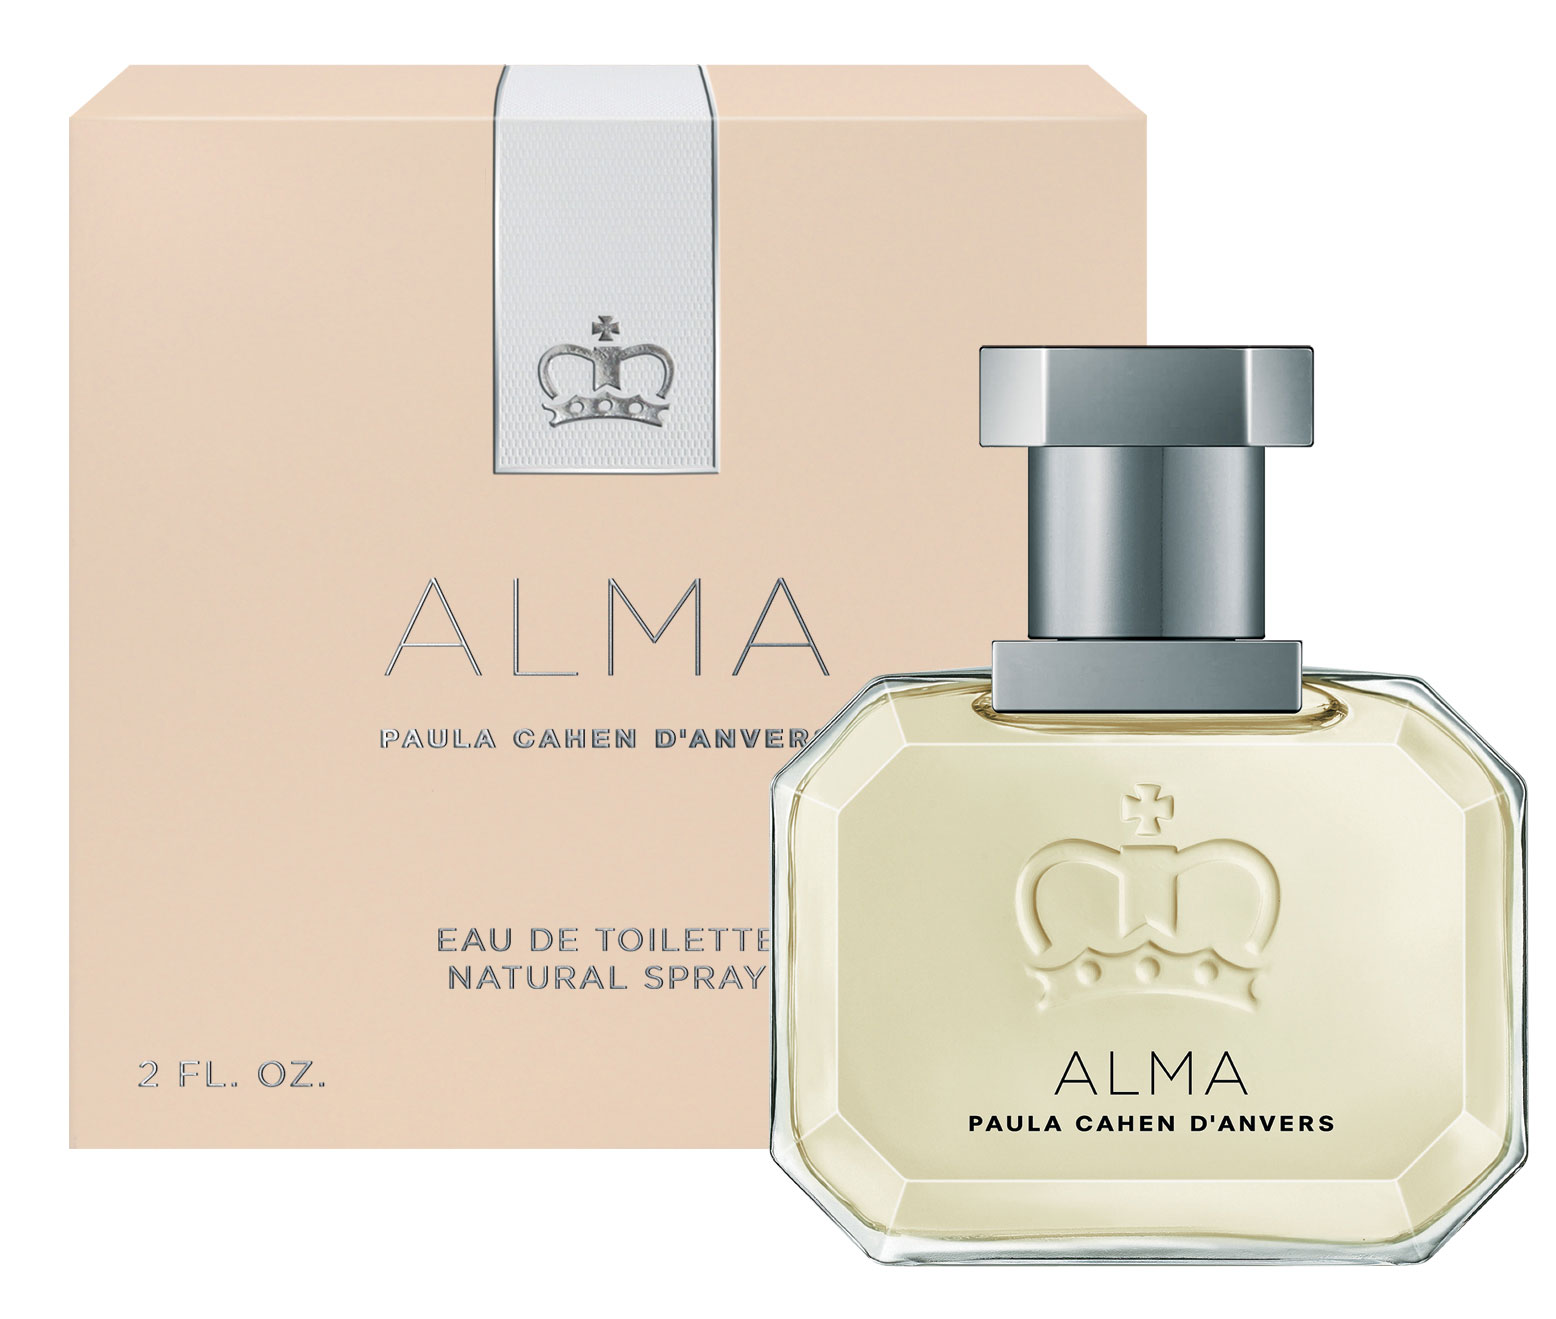 ALMA
PAULA CAHEN D'ANVERS
EAU DE TOILETTE
NATURAL SPRAY
2 FL. OZ.
ALMA
PAULA CAHEN D'ANVERS